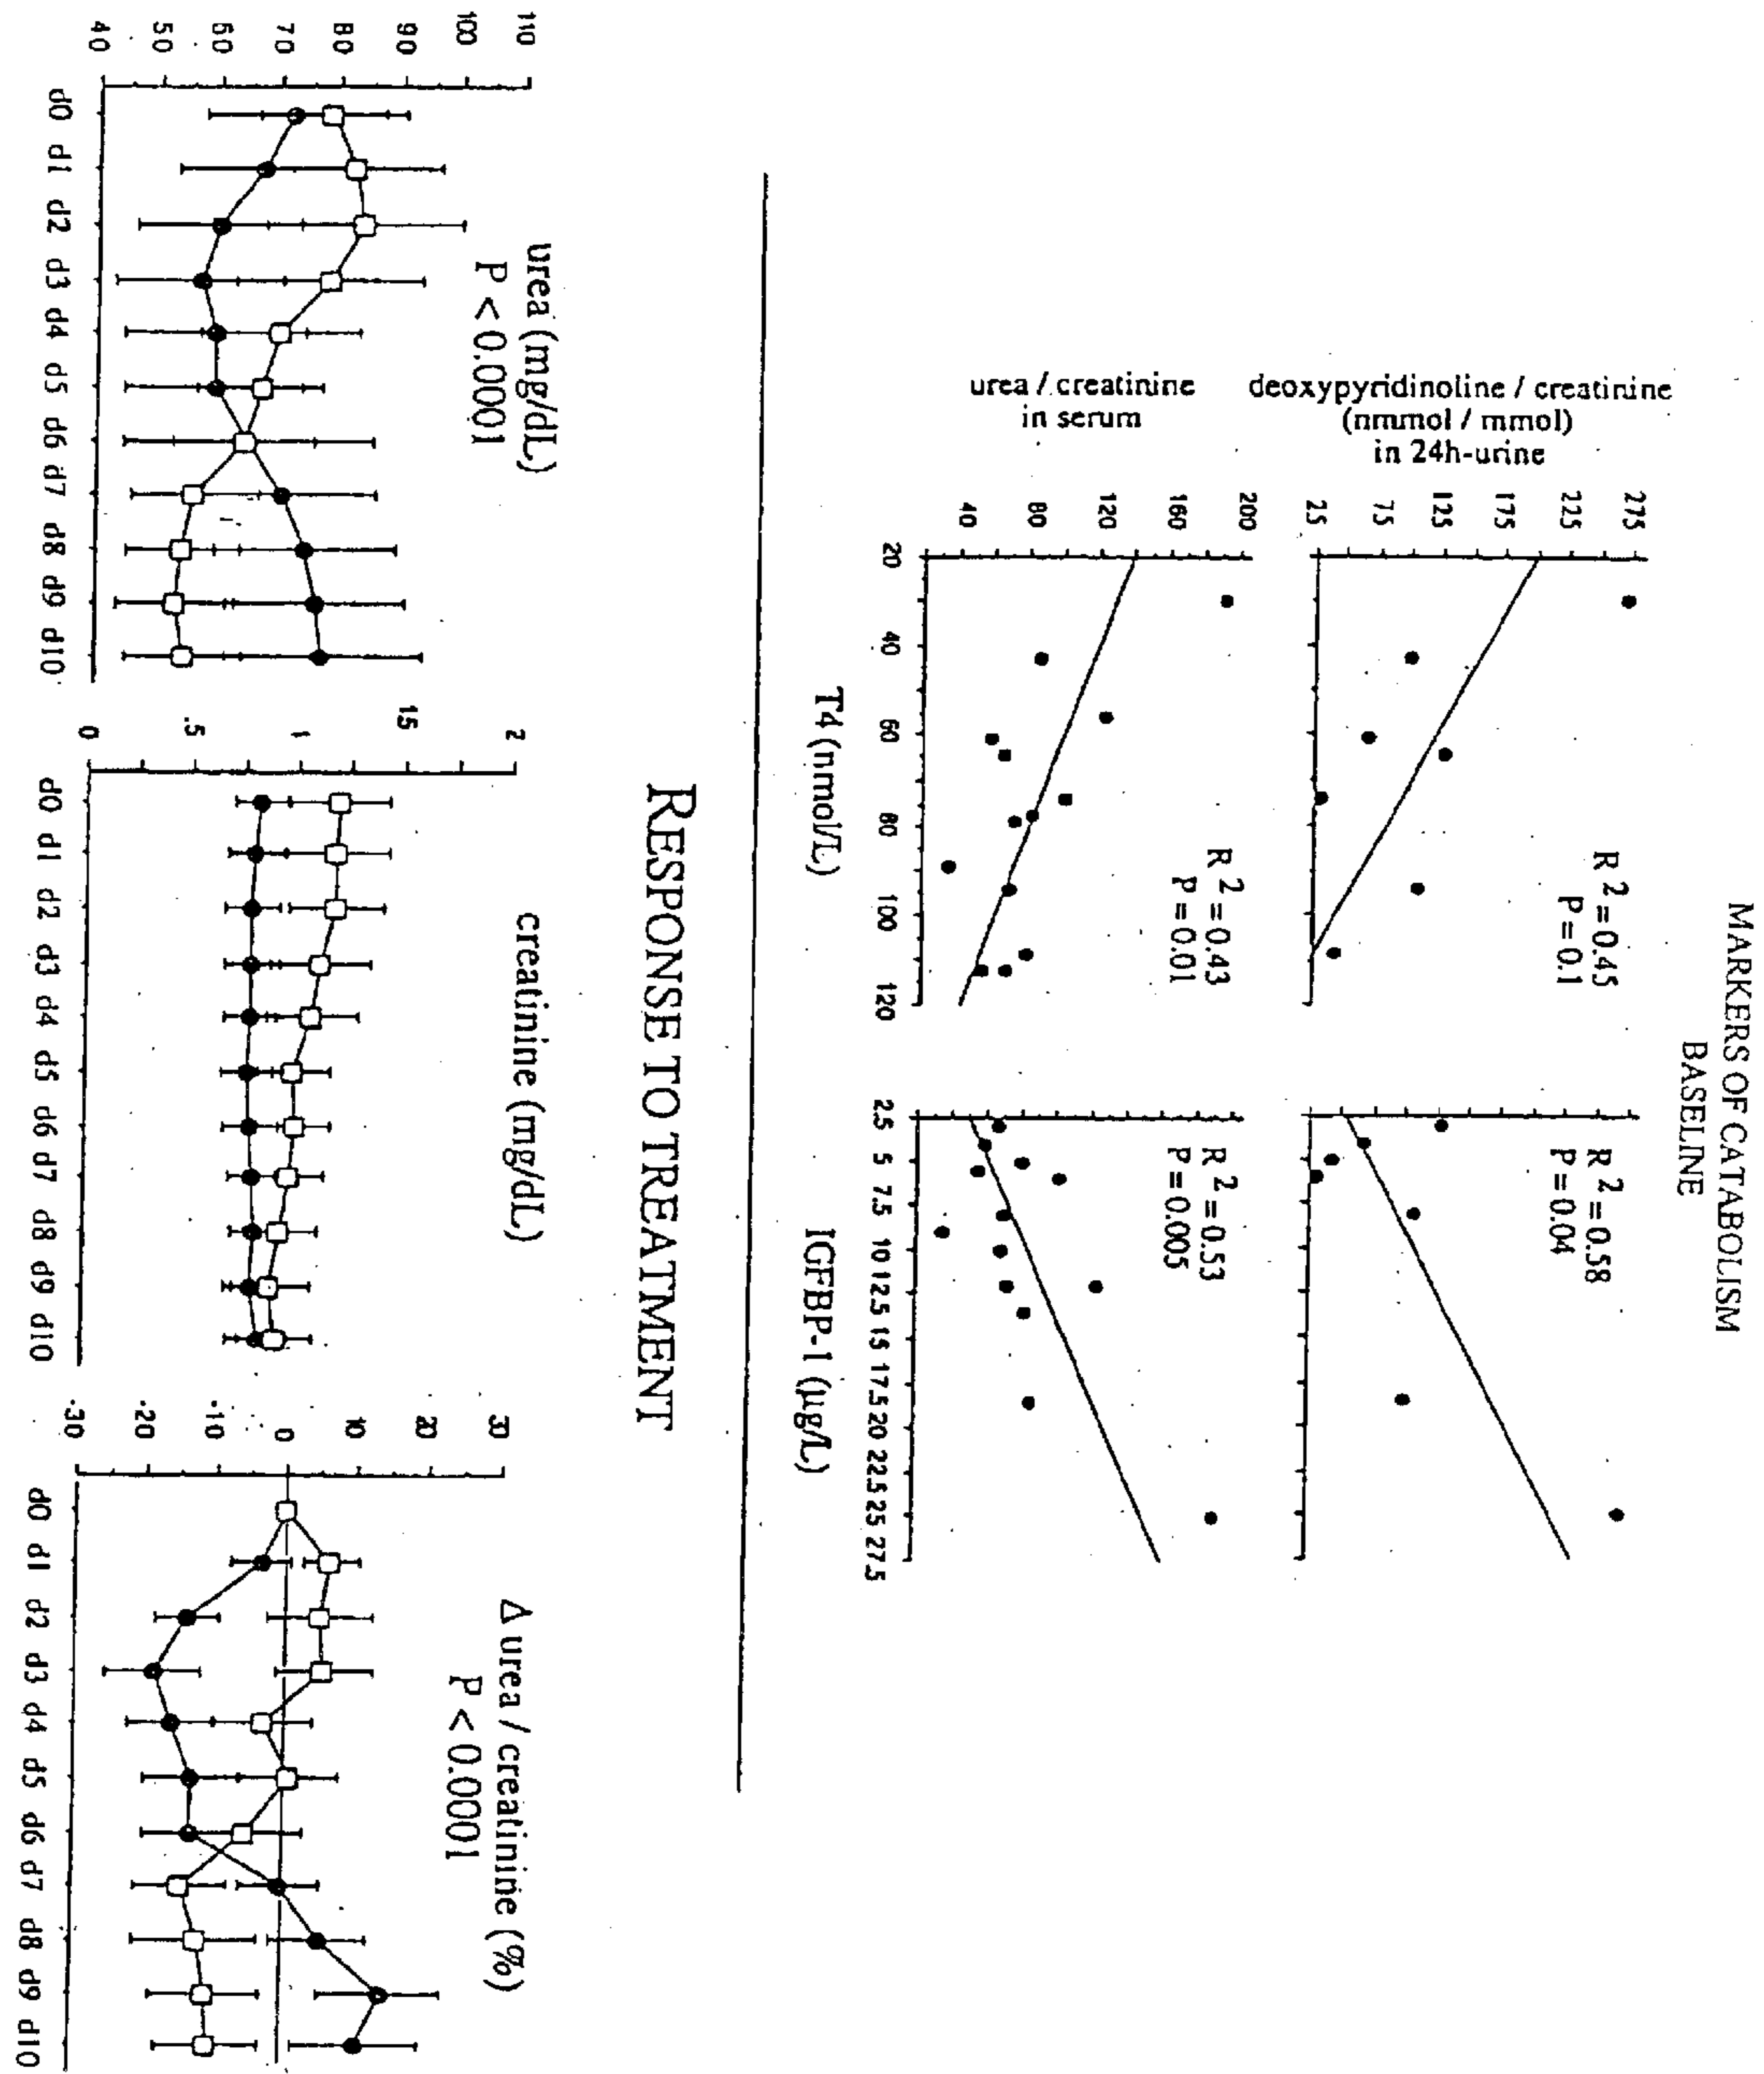 MARKERS OF CATABOLISM
BASELINE
deoxypyridinoline / creatinine
(nmmol / mmol)
in 24h-urine
275
225
175
125
75
25
R² = 0.45
P = 0.1
R² = 0.58
P = 0.04
urea / creatinine
in serum
200
160
120
80
40
R² = 0.43
P = 0.01
R² = 0.53
P = 0.005
20 40 60 80 100 120
2.5 5 7.5 10 12.5 15 17.5 20 22.5 25 27.5
T4 (nmol/L)
IGFBP-1 (µg/L)
RESPONSE TO TREATMENT
urea (mg/dL)
P < 0.0001
110
100
90
80
70
60
50
40
d0 d1 d2 d3 d4 d5 d6 d7 d8 d9 d10
creatinine (mg/dL)
2
15
1
.5
0
d0 d1 d2 d3 d4 d5 d6 d7 d8 d9 d10
Δ urea / creatinine (%)
P < 0.0001
30
20
10
0
-10
-20
-30
d0 d1 d2 d3 d4 d5 d6 d7 d8 d9 d10